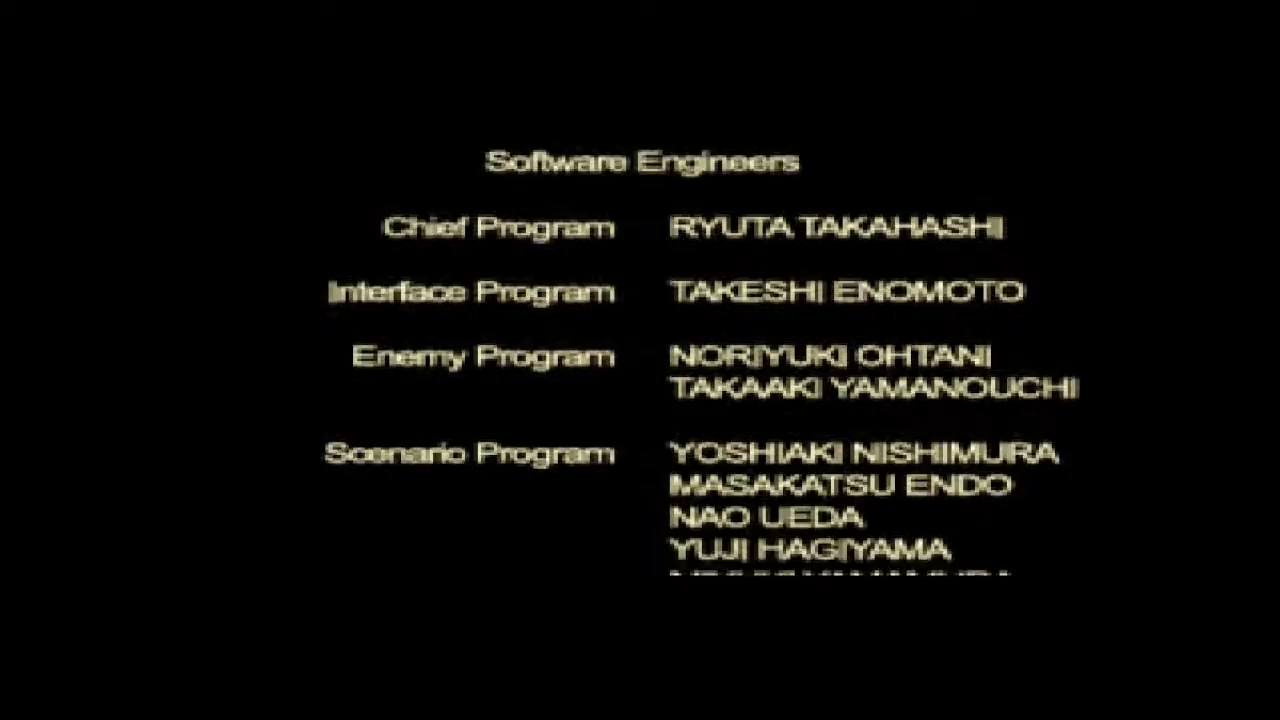 Software Engineers
Chief Program RYUTA TAKAHASHI
Interface Program TAKESHI ENOMOTO
Enemy Program NORIYUKI OHTANI
TAKAAKI YAMANOUCHI
Scenario Program YOSHIAKI NISHIMURA
MASAKATSU ENDO
NAO UEDA
YUJI HAGIYAMA